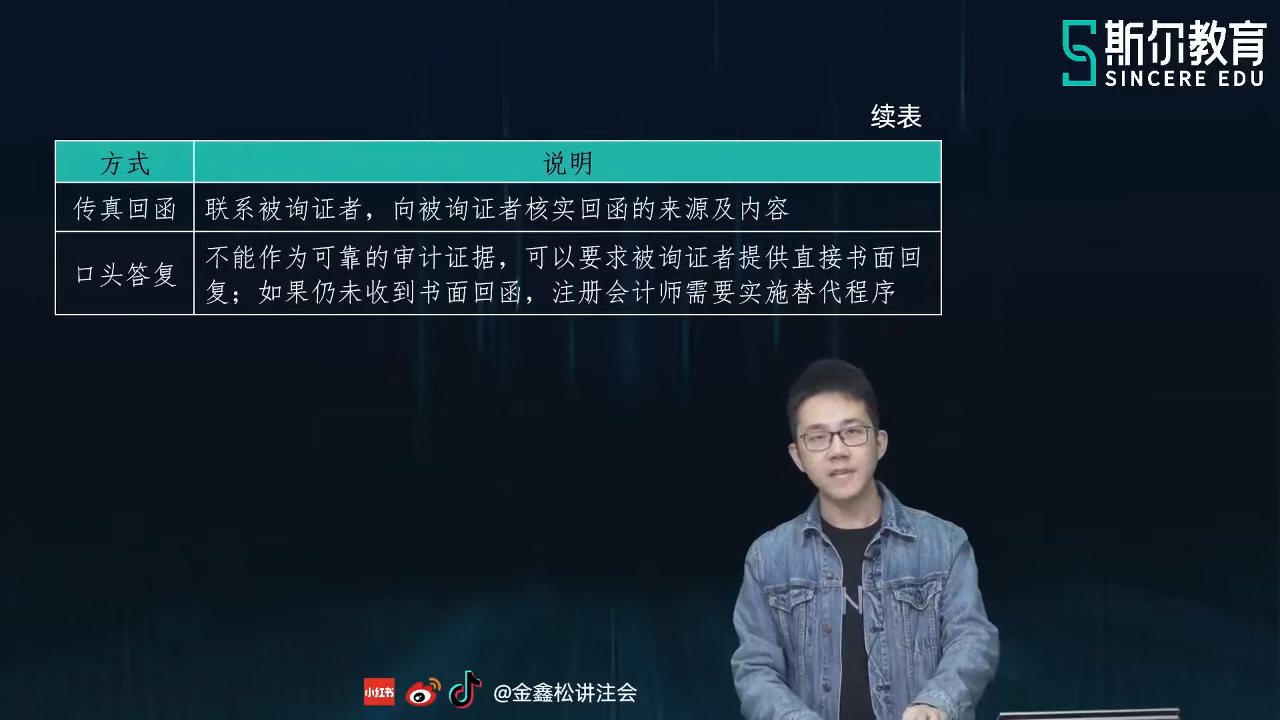 斯尔教育
SINCERE EDU
续表
方式
说明
传真回函
联系被询证者，向被询证者核实回函的来源及内容
口头答复
不能作为可靠的审计证据，可以要求被询证者提供直接书面回
复；如果仍未收到书面回函，注册会计师需要实施替代程序
N
小红书
@金鑫松讲注会